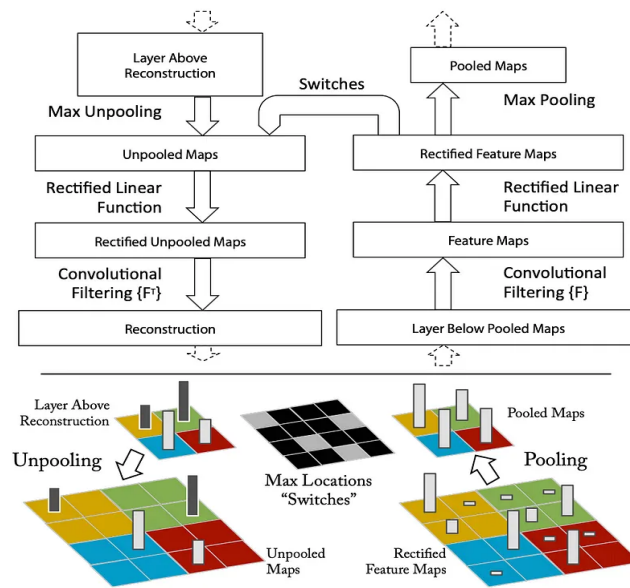 Layer Above
Reconstruction
Pooled Maps
Switches
Max Unpooling
Max Pooling
Unpooled Maps
Rectified Feature Maps
Rectified Linear
Function
Rectified Linear
Function
Rectified Unpooled Maps
Feature Maps
Convolutional
Filtering {Fᵀ}
Convolutional
Filtering {F}
Reconstruction
Layer Below Pooled Maps
Layer Above
Reconstruction
Pooled Maps
Unpooling
Max Locations
“Switches”
Pooling
Unpooled
Maps
Rectified
Feature Maps